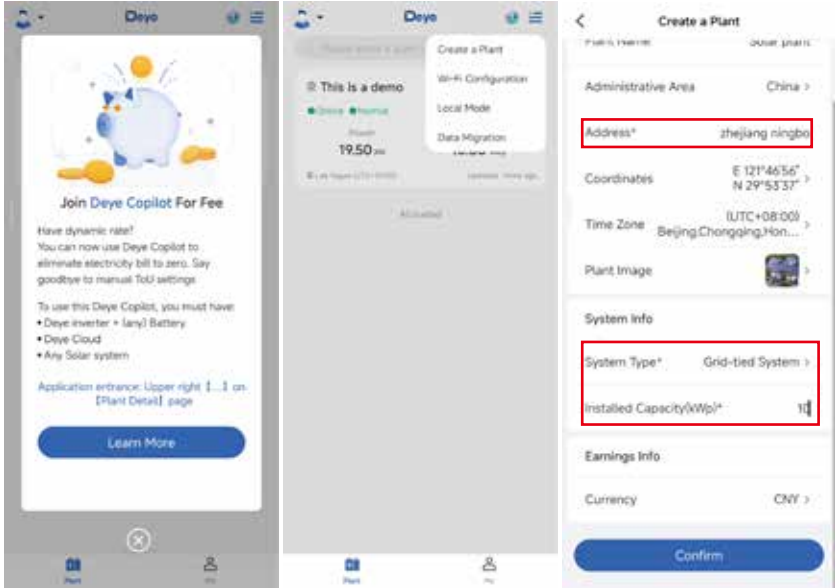 Deye
Join Deye Copilot For Fee
Have dynamic rate?
You can now use Deye Copilot to
eliminate electricity bill to zero. Say
goodbye to manual ToU settings
To use this Deye Copilot, you must have:
• Deye inverter + (any) Battery
• Deye Cloud
• Any Solar system
Application entrance: Upper right 【...】 on
【Plant Detail】 page
Learn More
Plant
Me
Deye
Create a Plant
Wi-Fi Configuration
Local Mode
Data Migration
This is a demo
Online
Normal
Power
19.50
Plant
Create a Plant
Plant Name
Solar plant
Administrative Area
China >
Address*
zhejiang ningbo
Coordinates
E 121°46'56"
N 29°53'37" >
Time Zone
(UTC+08:00)
Beijing,Chongqing,Hon... >
Plant Image >
System Info
System Type*
Grid-tied System >
Installed Capacity(kWp)*
10
Earnings Info
Currency
CNY >
Confirm